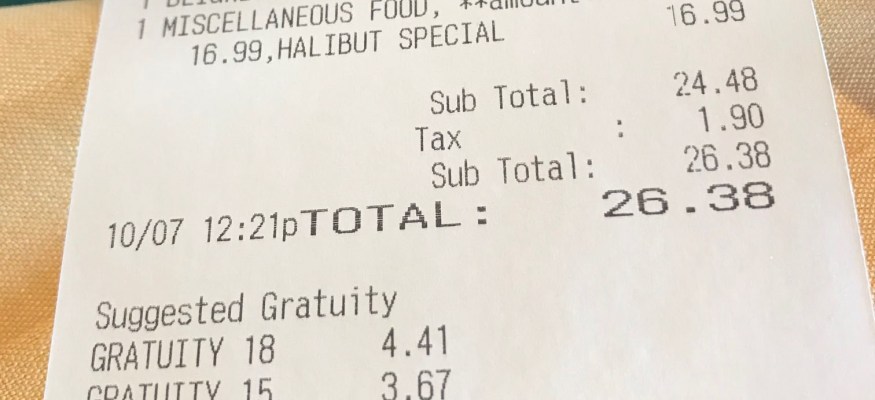 1 MISCELLANEOUS FOOD, **amount 16.99
16.99,HALIBUT SPECIAL
Sub Total: 24.48
Tax : 1.90
Sub Total: 26.38
10/07 12:21pTOTAL: 26.38
Suggested Gratuity
GRATUITY 18 4.41
GRATUITY 15 3.67